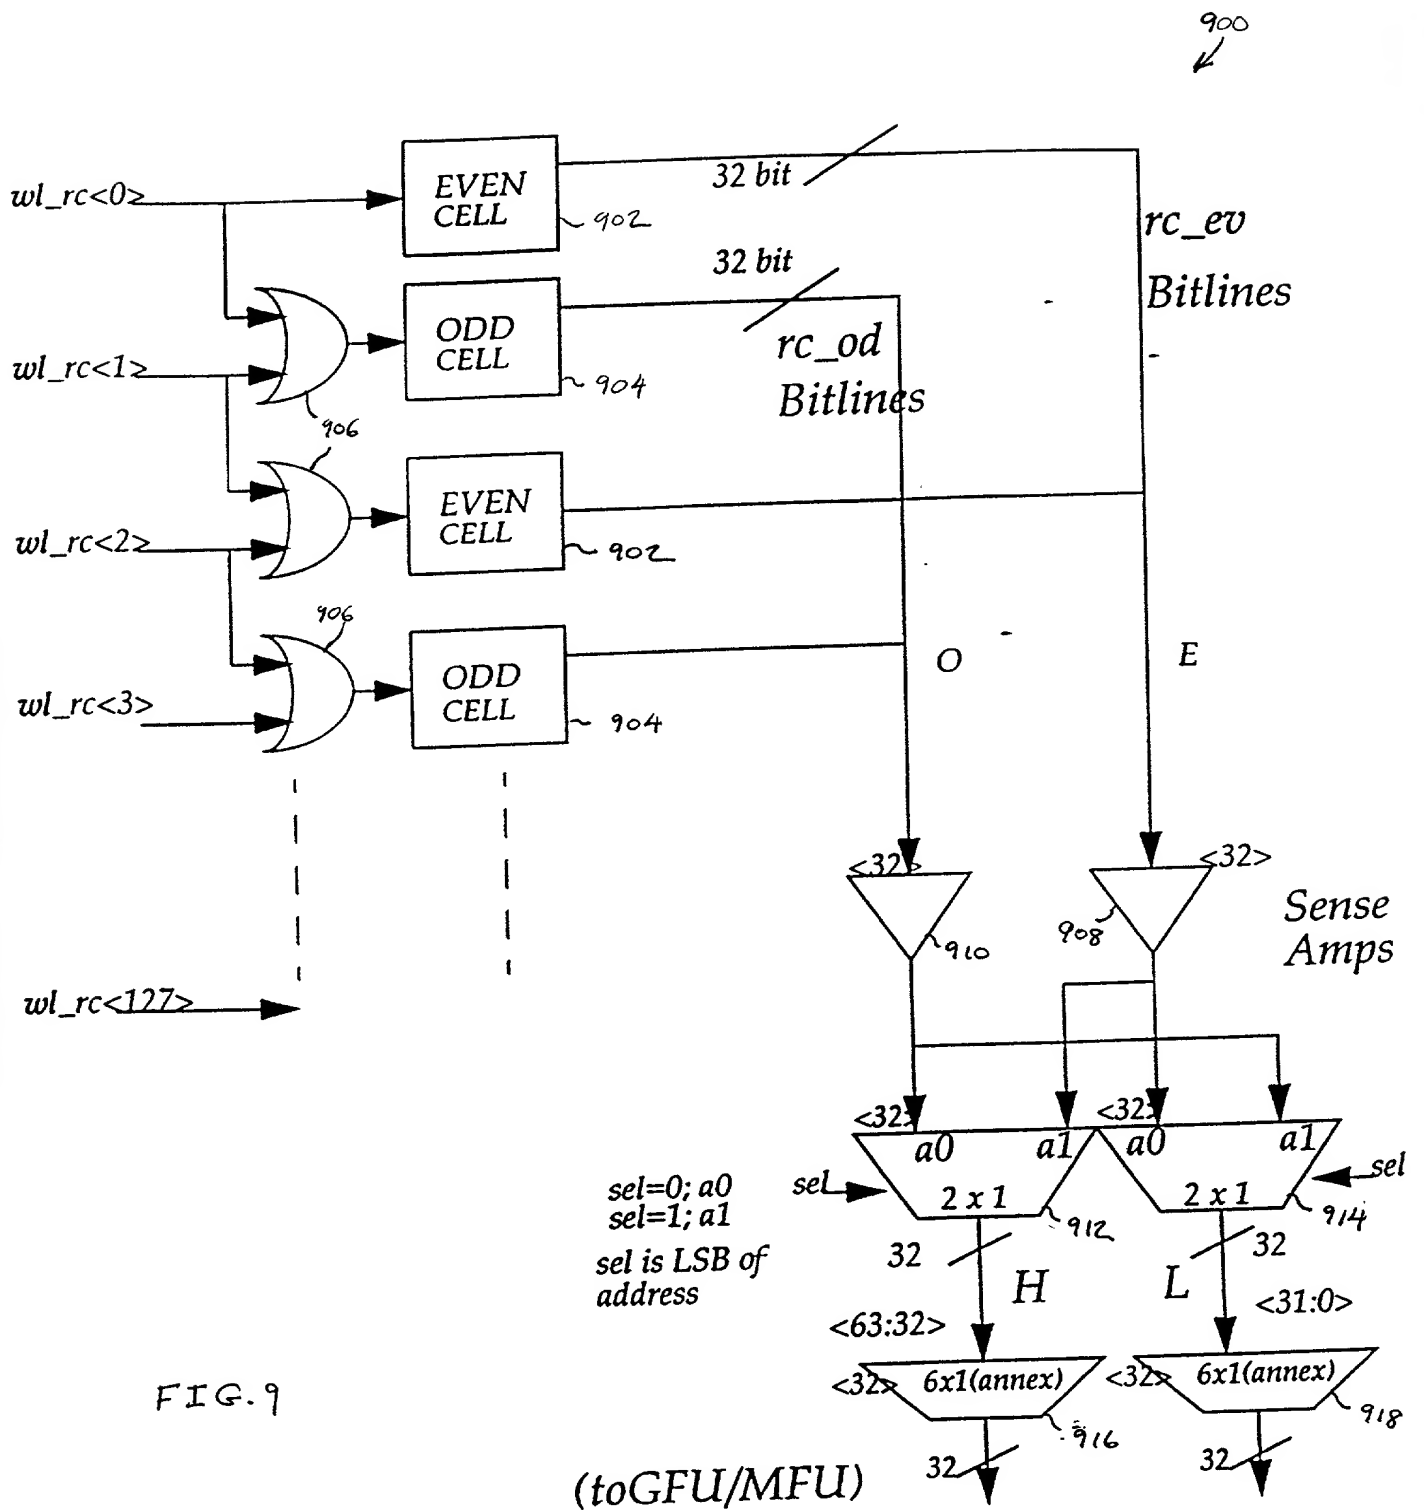 900
wl_rc<0>
EVEN
CELL
902
32 bit
rc_ev
Bitlines
32 bit
ODD
CELL
904
rc_od
Bitlines
wl_rc<1>
906
EVEN
CELL
902
wl_rc<2>
906
ODD
CELL
904
wl_rc<3>
O
E
<32>
<32>
910
908
Sense
Amps
wl_rc<127>
<32>
<32>
a0
a1
a0
a1
sel=0; a0
sel=1; a1
sel
2 x 1
2 x 1
sel
912
914
sel is LSB of
address
32
32
H
L
<63:32>
<31:0>
<32>
6x1(annex)
<32>
6x1(annex)
916
918
32
32
FIG.9
(toGFU/MFU)